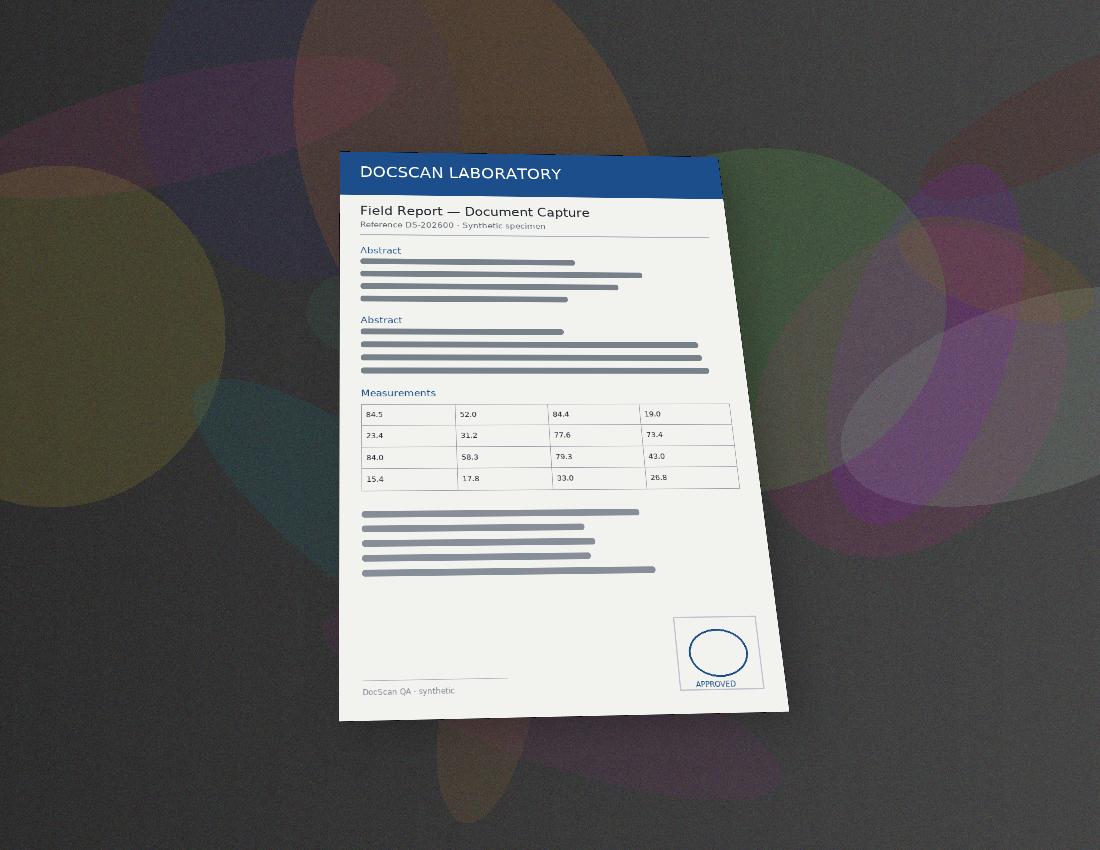 DOCSCAN LABORATORY
Field Report — Document Capture
Reference DS-202600 · Synthetic specimen
Abstract
Abstract
Measurements
84.5 52.0 84.4 19.0
23.4 31.2 77.6 73.4
84.0 58.3 79.3 43.0
15.4 17.8 33.0 26.8
APPROVED
DocScan QA · synthetic